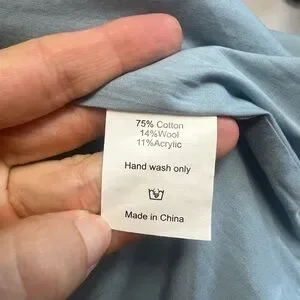 75% Cotton
14%Wool
11%Acrylic
Hand wash only
Made in China